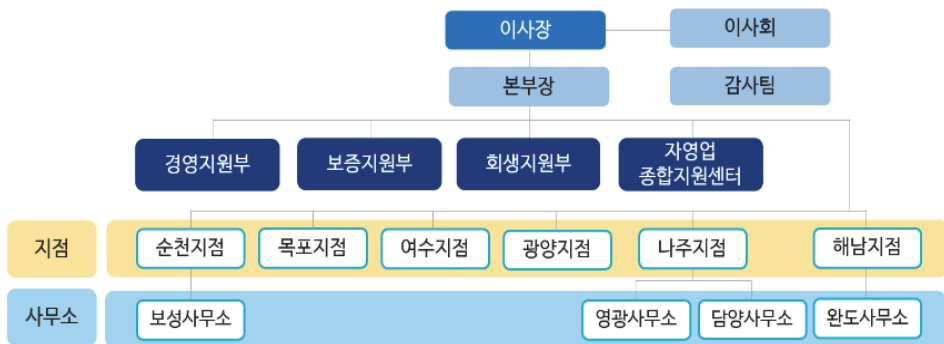 이사장
이사회
본부장
감사팀
경영지원부
보증지원부
회생지원부
자영업
종합지원센터
지점
순천지점
목포지점
여수지점
광양지점
나주지점
해남지점
사무소
보성사무소
영광사무소
담양사무소
완도사무소